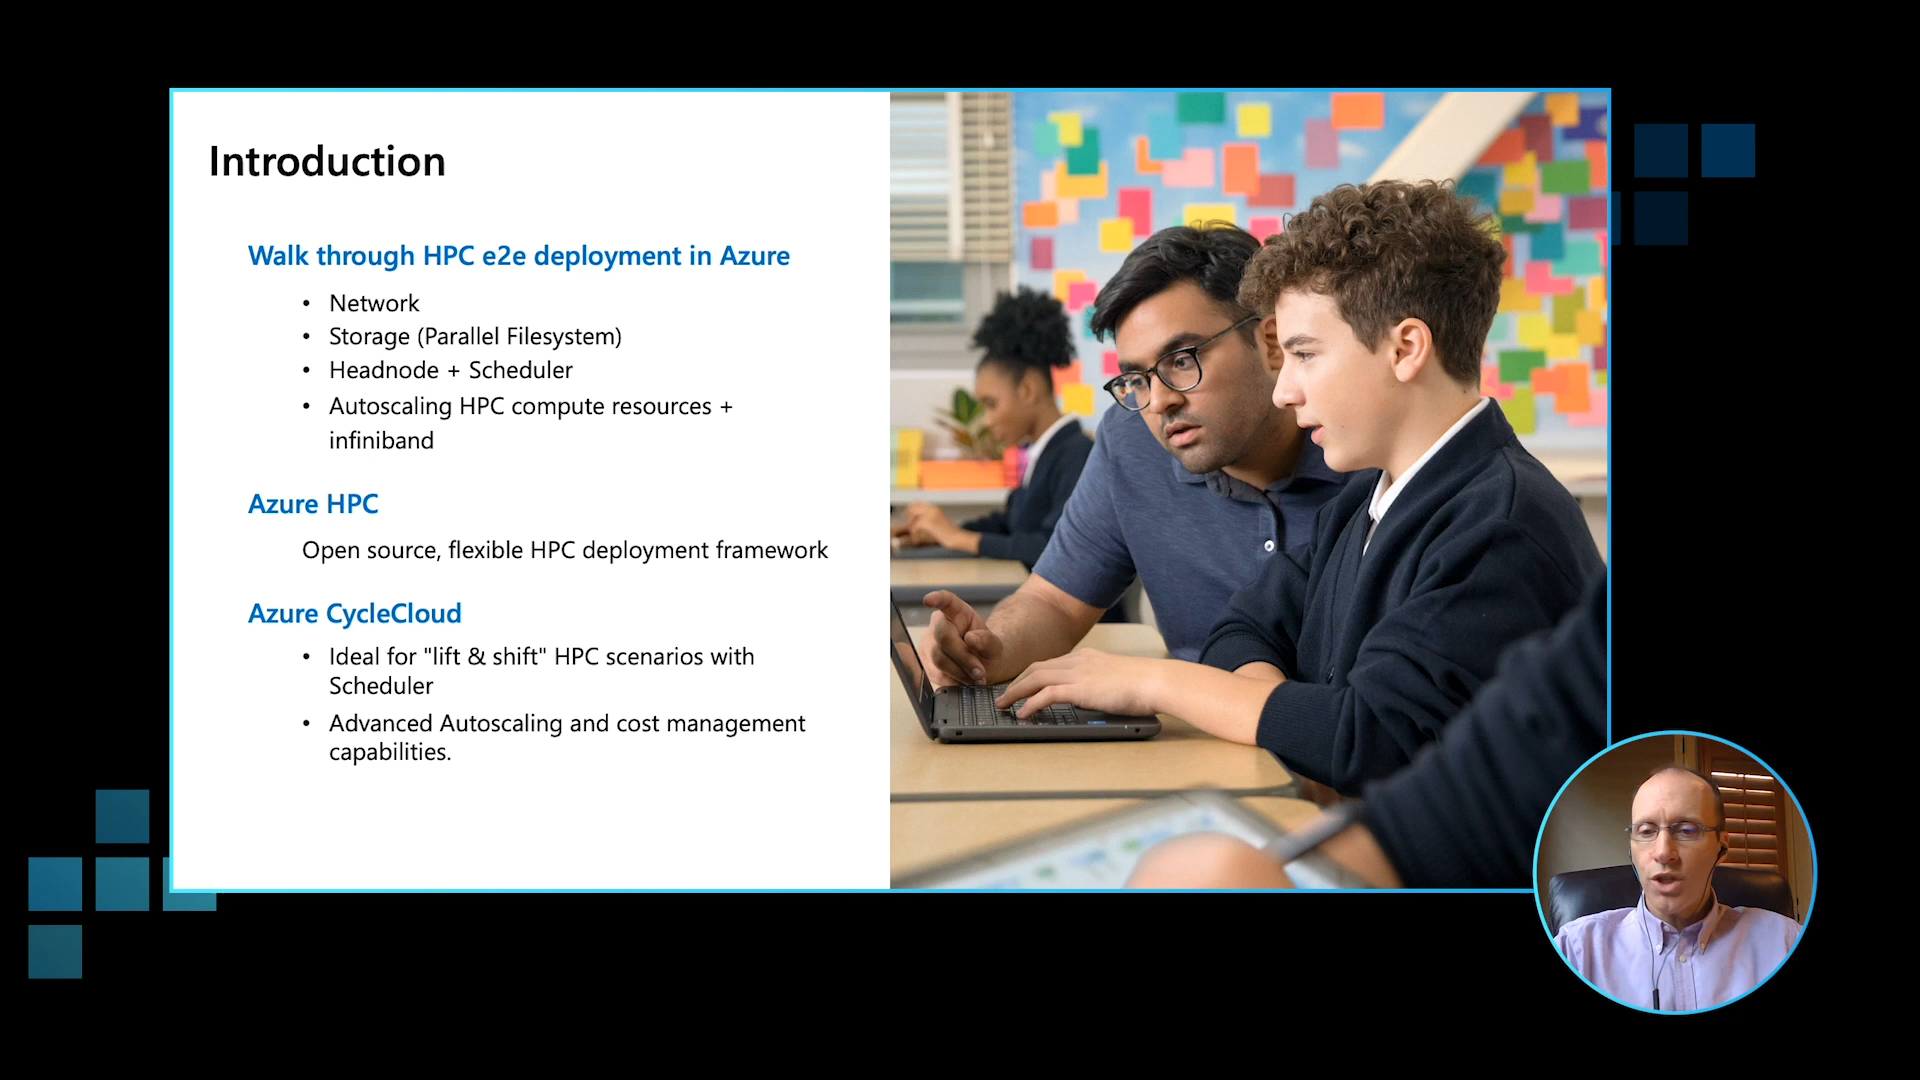 Introduction
Walk through HPC e2e deployment in Azure
• Network
• Storage (Parallel Filesystem)
• Headnode + Scheduler
• Autoscaling HPC compute resources +
infiniband
Azure HPC
Open source, flexible HPC deployment framework
Azure CycleCloud
• Ideal for "lift & shift" HPC scenarios with
Scheduler
• Advanced Autoscaling and cost management
capabilities.